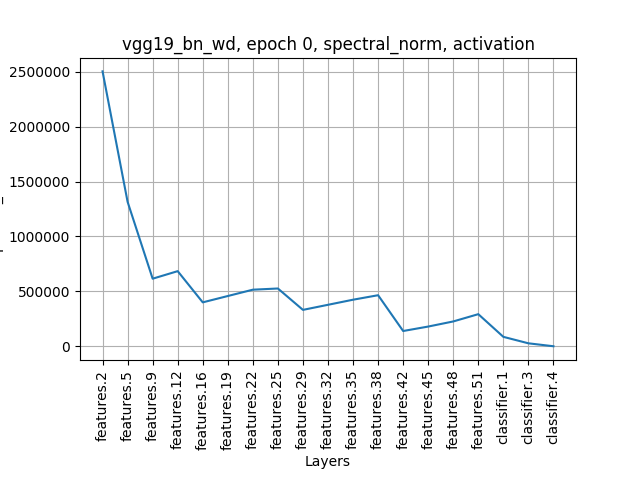 vgg19_bn_wd, epoch 0, spectral_norm, activation
2500000
2000000
1500000
1000000
500000
0
features.2
features.5
features.9
features.12
features.16
features.19
features.22
features.25
features.29
features.32
features.35
features.38
features.42
features.45
features.48
features.51
classifier.1
classifier.3
classifier.4
Layers